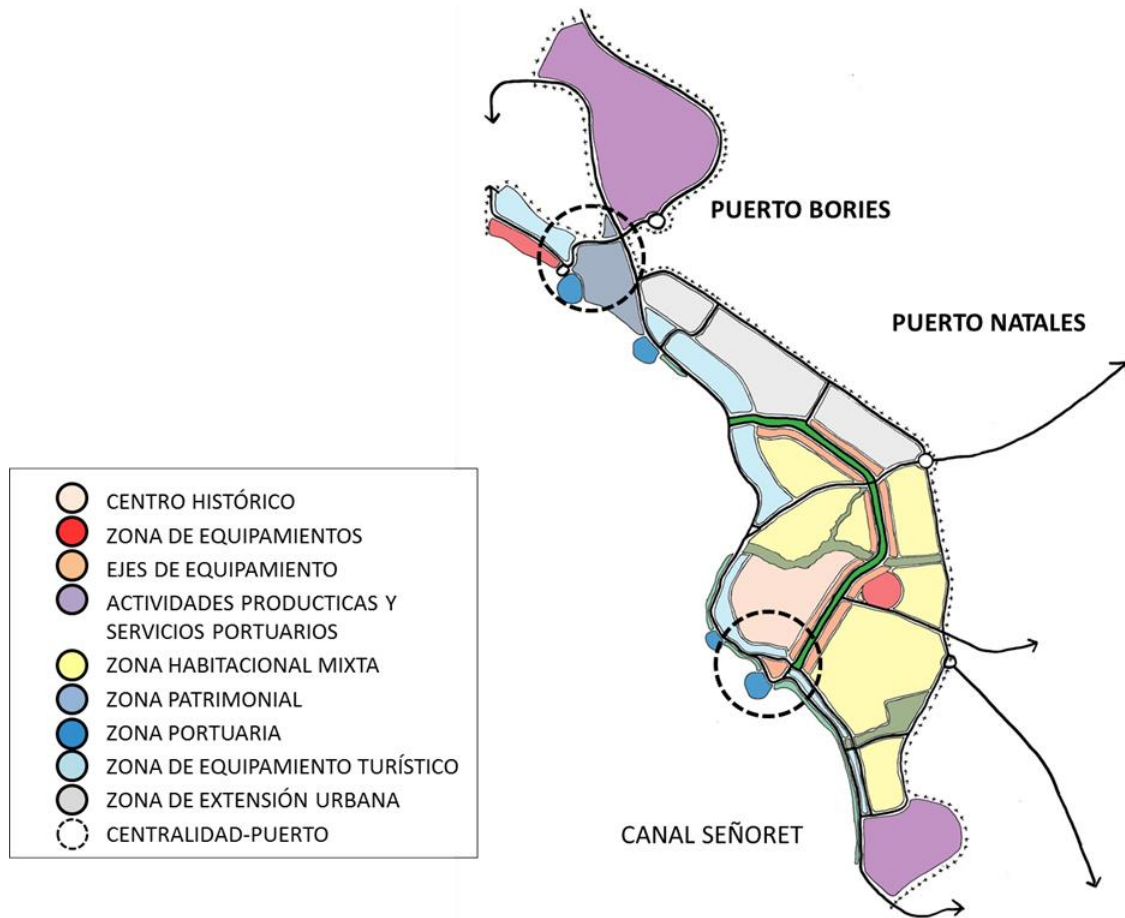 PUERTO BORIES
PUERTO NATALES
CENTRO HISTÓRICO
ZONA DE EQUIPAMIENTOS
EJES DE EQUIPAMIENTO
ACTIVIDADES PRODUCTICAS Y
SERVICIOS PORTUARIOS
ZONA HABITACIONAL MIXTA
ZONA PATRIMONIAL
ZONA PORTUARIA
ZONA DE EQUIPAMIENTO TURÍSTICO
ZONA DE EXTENSIÓN URBANA
CENTRALIDAD-PUERTO
CANAL SEÑORET